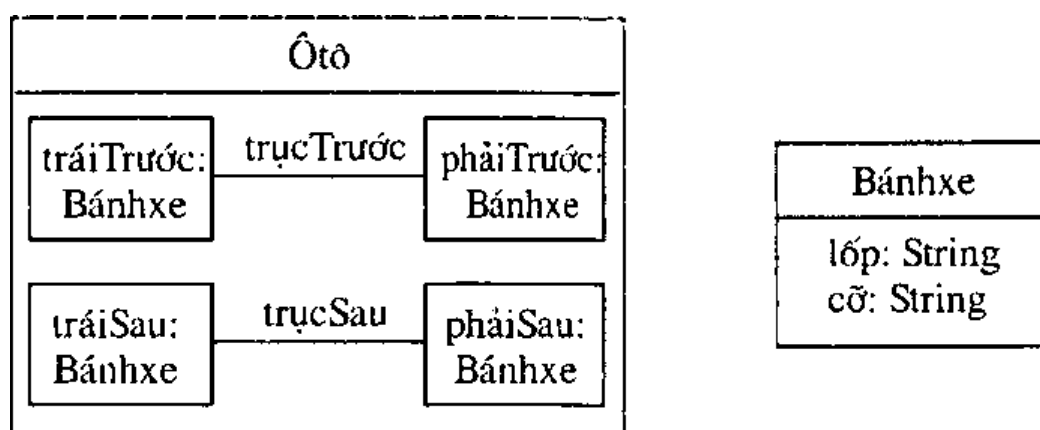 Ôtô
tráiTrước:
Bánhxe
trụcTrước
phảiTrước:
Bánhxe
tráiSau:
Bánhxe
trụcSau
phảiSau:
Bánhxe
Bánhxe
lốp: String
cỡ: String